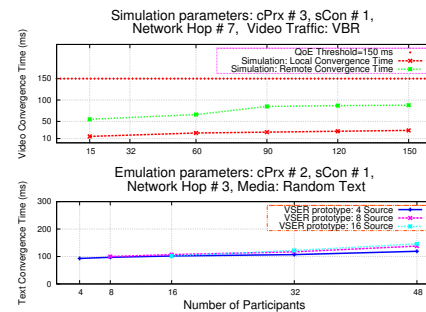 Simulation parameters: cPrx # 3, sCon # 1,
Network Hop # 7, Video Traffic: VBR
Video Convergence Time (ms)
QoE Threshold=150 ms
Simulation: Local Convergence Time
Simulation: Remote Convergence Time
150
100
50
10
15 32 60 90 120 150
Emulation parameters: cPrx # 2, sCon # 1,
Network Hop # 3, Media: Random Text
Text Convergence Time (ms)
VSER prototype: 4 Source
VSER prototype: 8 Source
VSER prototype: 16 Source
300
200
100
0
4 8 16 32 48
Number of Participants